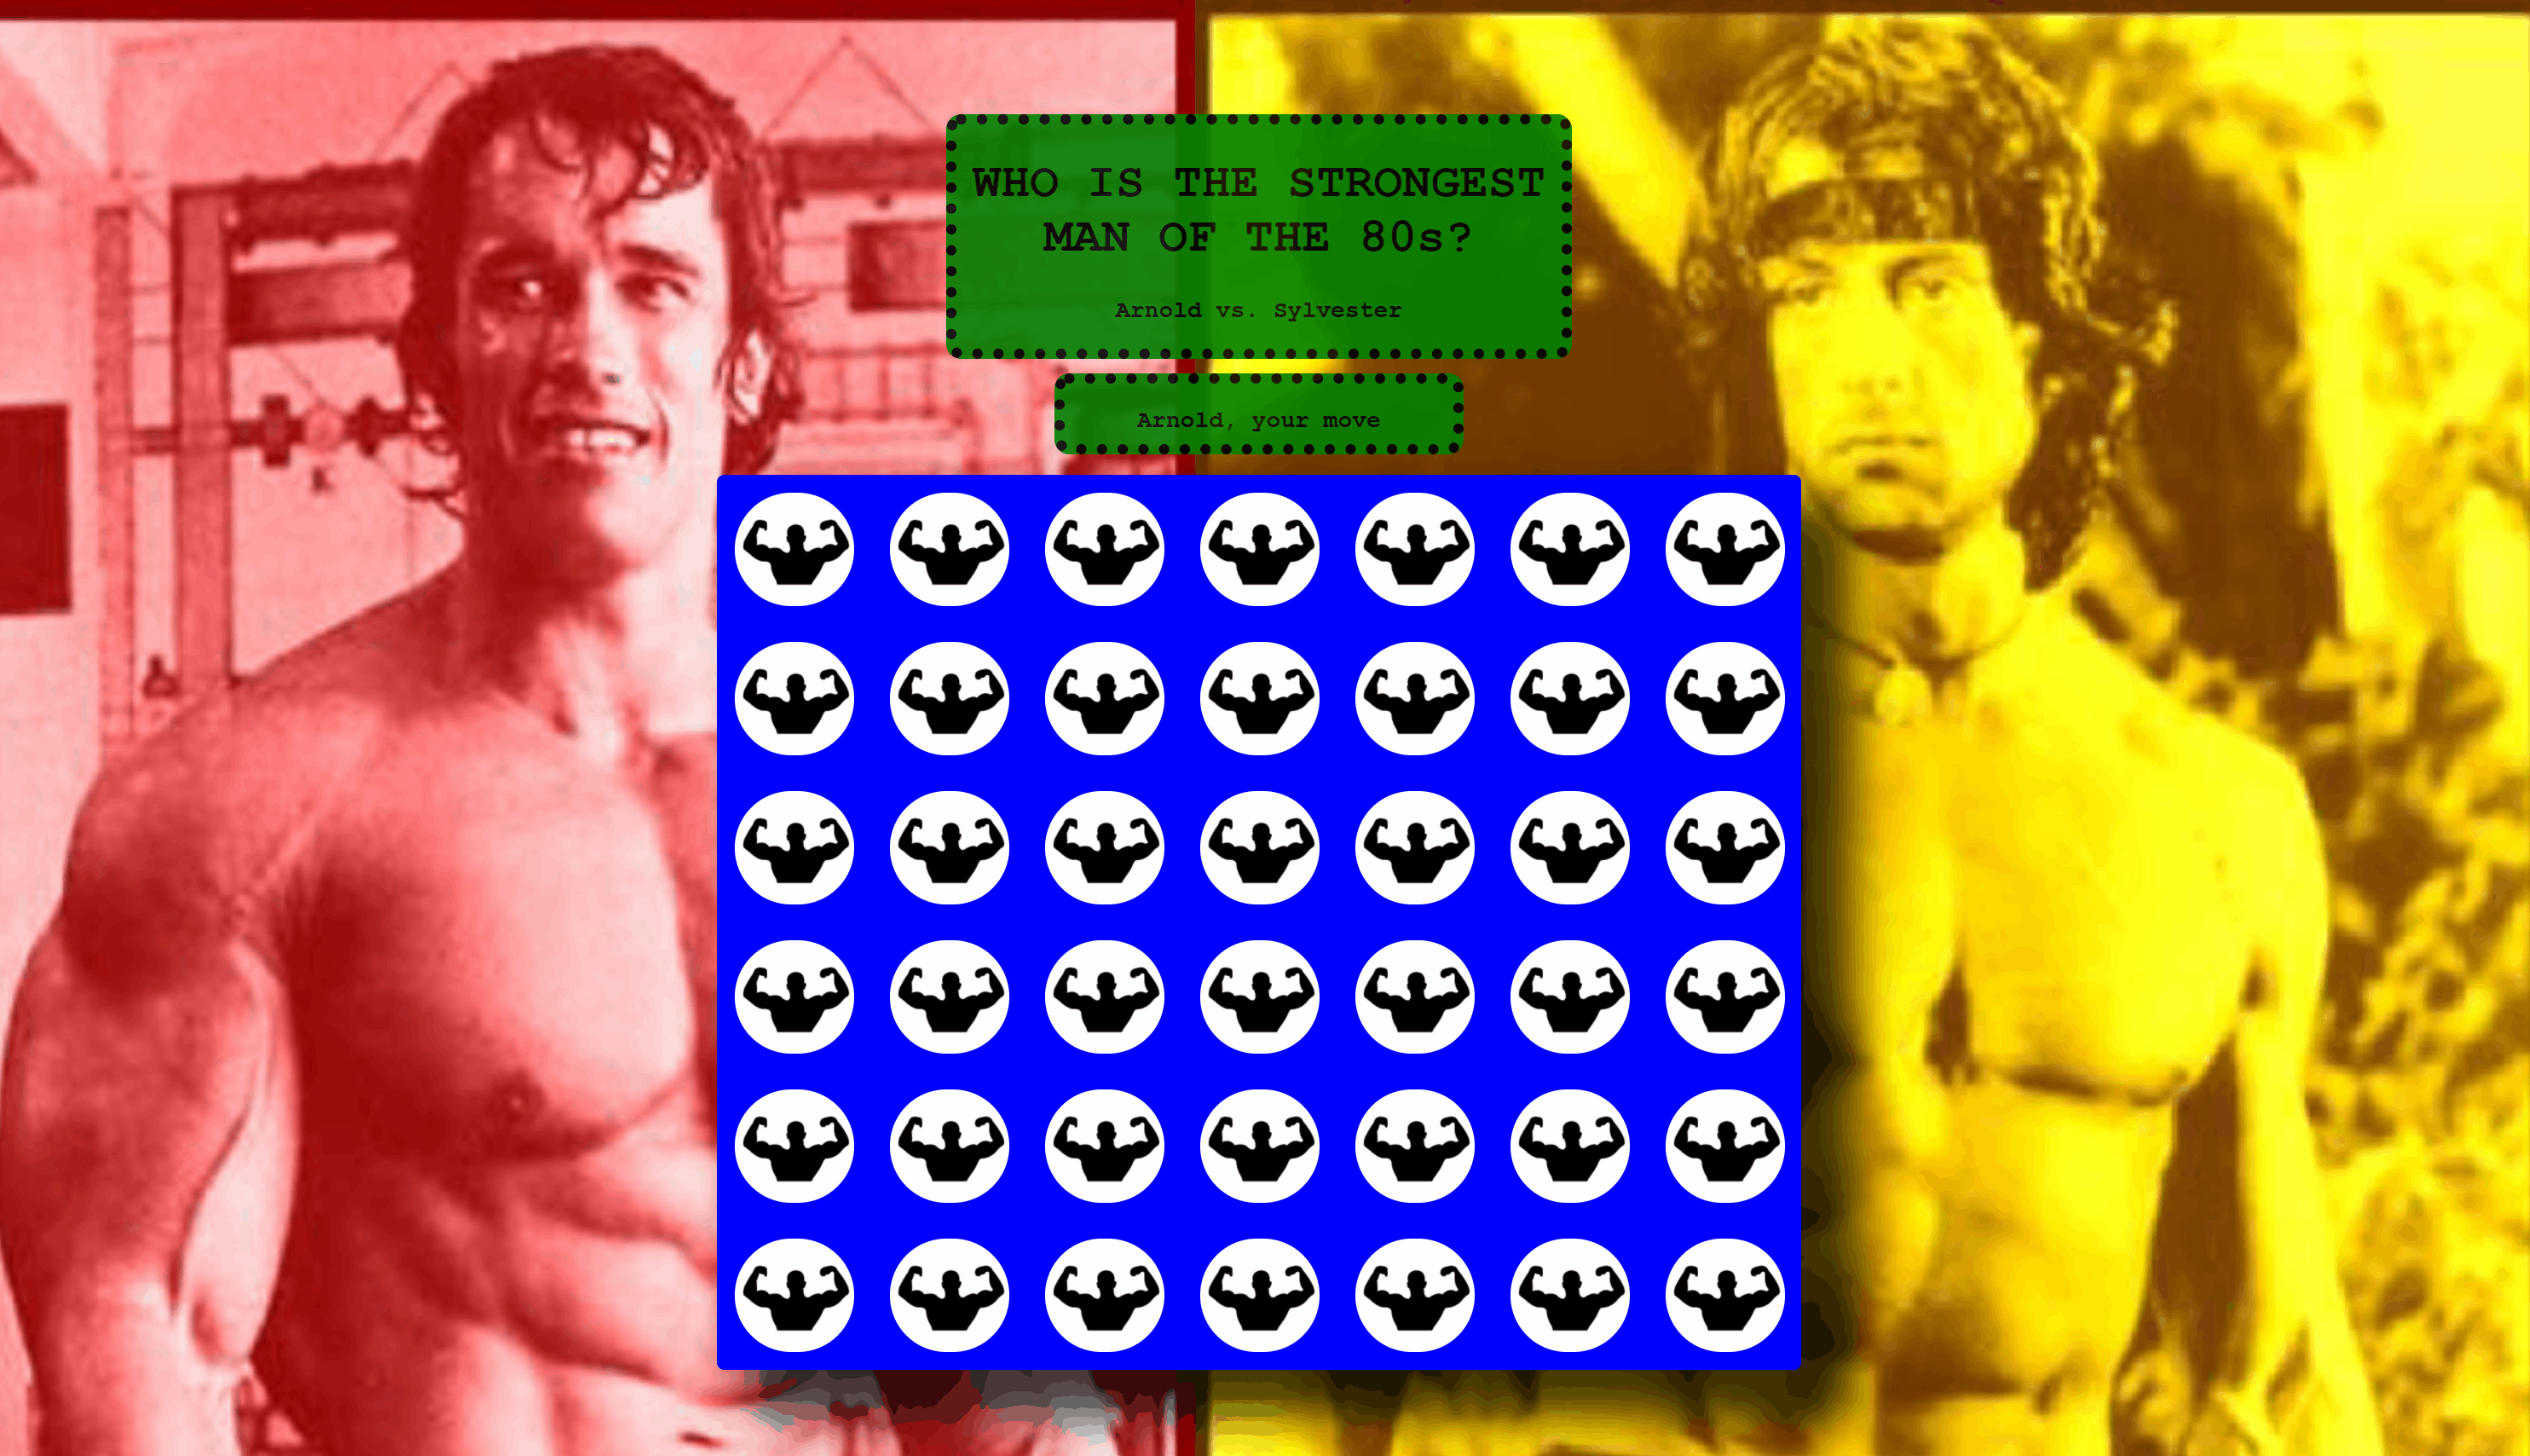 WHO IS THE STRONGEST
MAN OF THE 80s?
Arnold vs. Sylvester
Arnold, your move